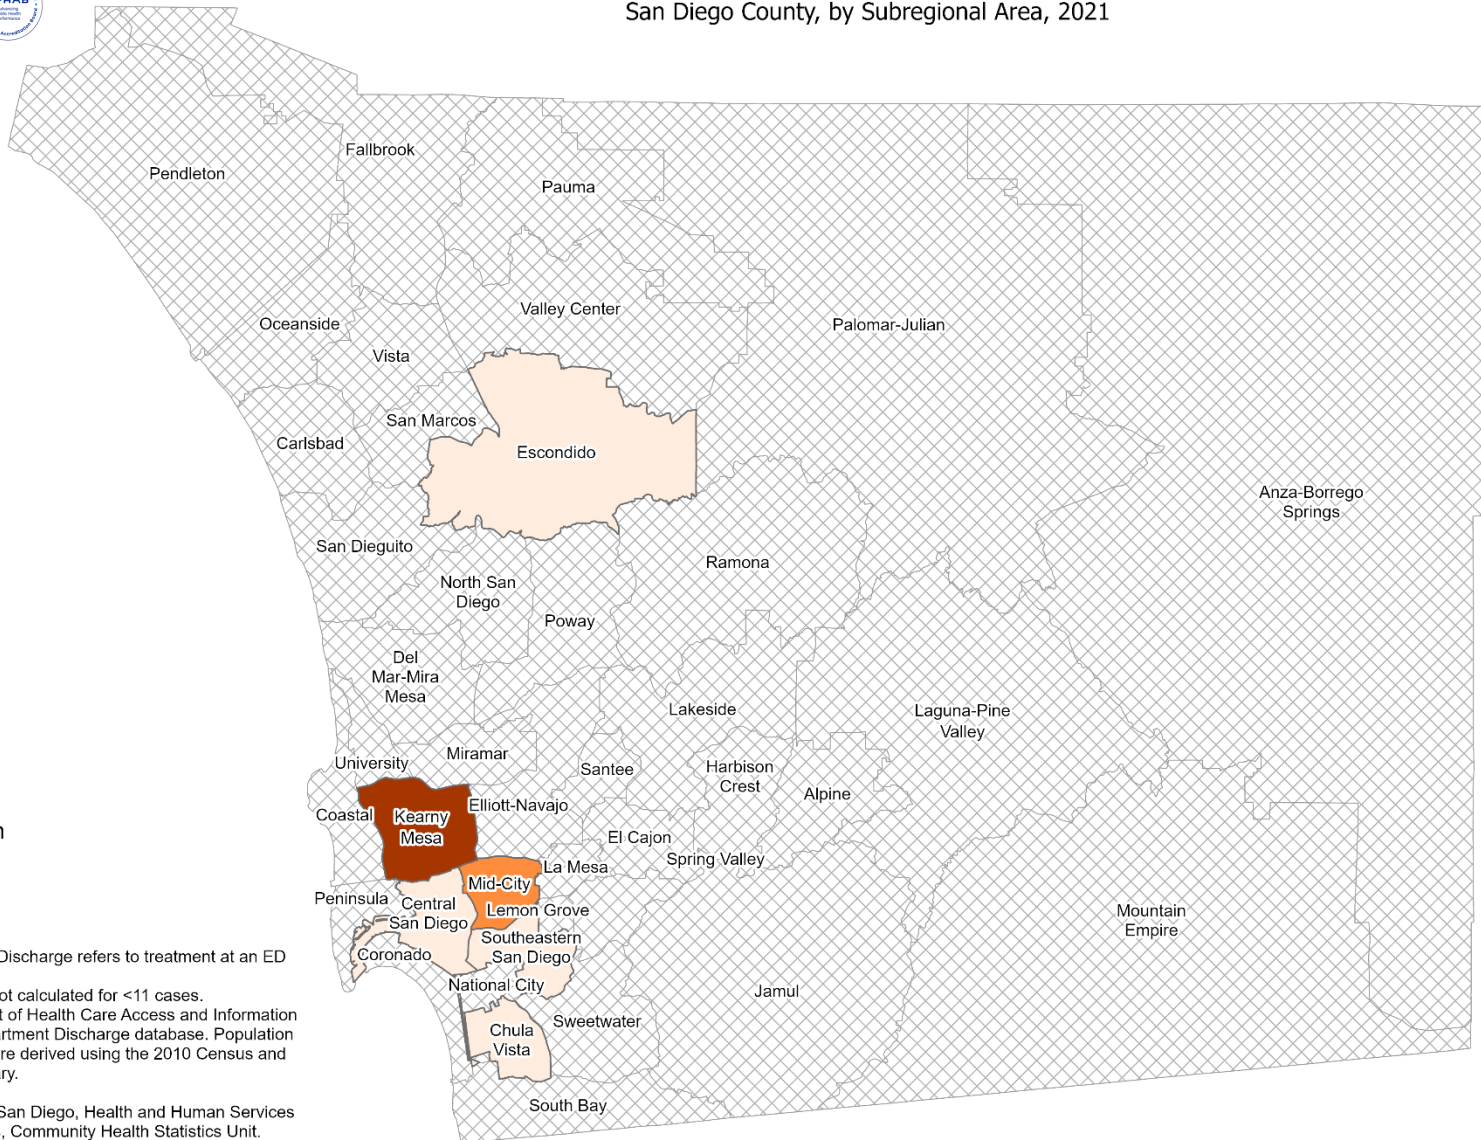 San Diego County, by Subregional Area, 2021
Fallbrook
Pendleton
Pauma
Valley Center
Oceanside
Palomar-Julian
Vista
San Marcos
Carlsbad
Escondido
Anza-Borrego
Springs
San Dieguito
Ramona
North San
Diego
Poway
Del
Mar-Mira
Mesa
Lakeside
Laguna-Pine
Valley
Miramar
University
Santee
Harbison
Crest
Alpine
Elliott-Navajo
Coastal
Kearny
Mesa
El Cajon
Spring Valley
La Mesa
Mid-City
Peninsula
Central
San Diego
Lemon Grove
Mountain
Empire
Southeastern
San Diego
Coronado
National City
Jamul
Sweetwater
Chula
Vista
South Bay
Discharge refers to treatment at an ED
ot calculated for <11 cases.
t of Health Care Access and Information
artment Discharge database. Population
re derived using the 2010 Census and
ry.
San Diego, Health and Human Services
, Community Health Statistics Unit.